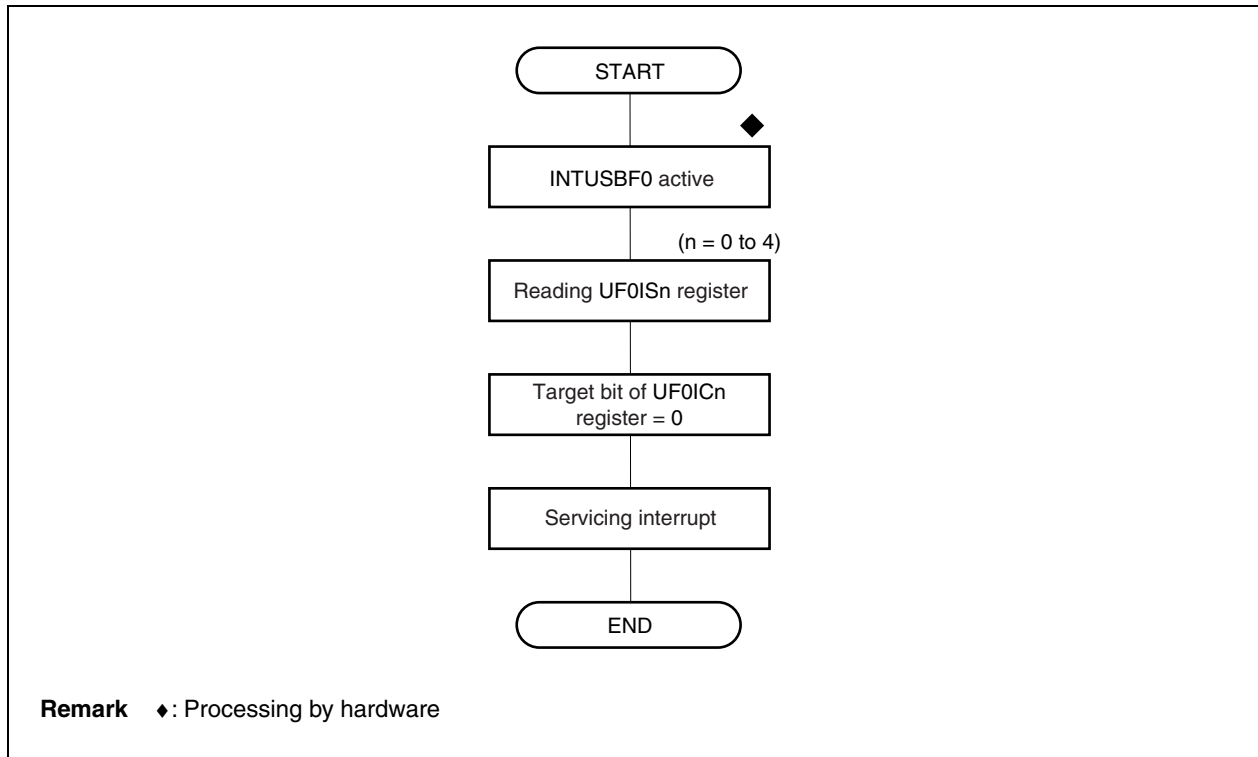 START
◆
INTUSBF0 active
(n = 0 to 4)
Reading UF0ISn register
Target bit of UF0ICn
register = 0
Servicing interrupt
END
Remark ♦: Processing by hardware